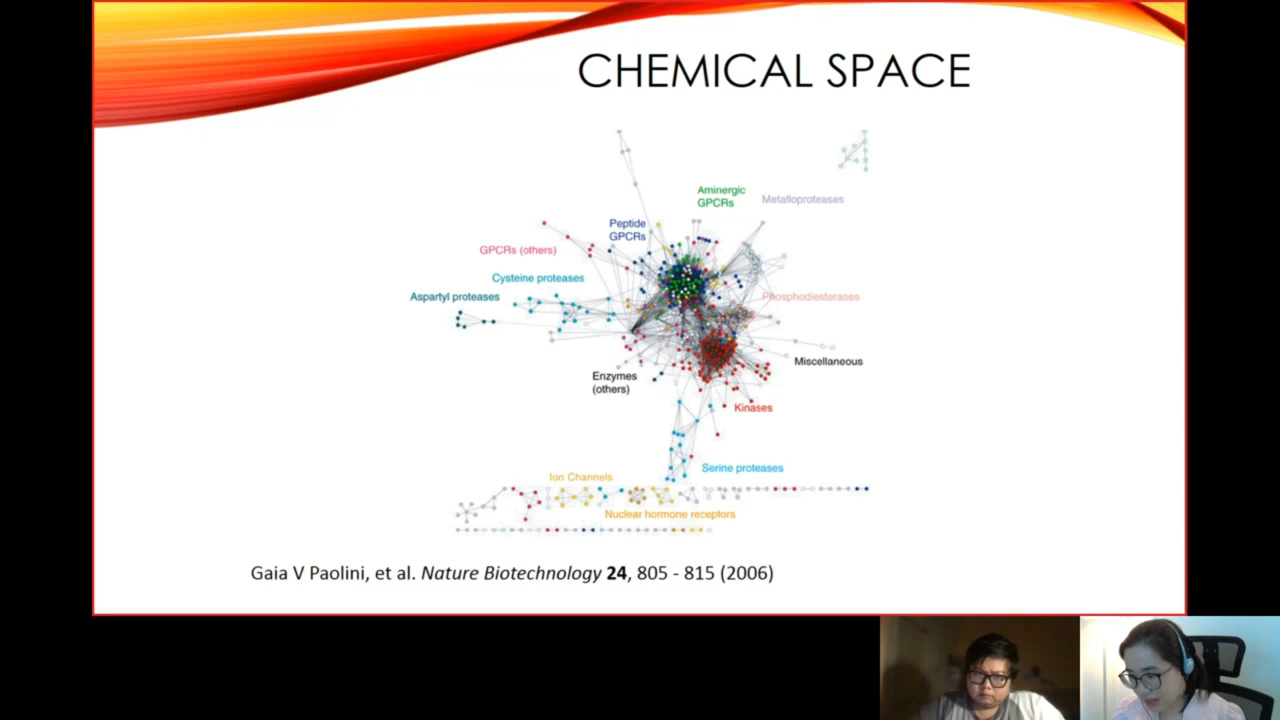 CHEMICAL SPACE
Aminergic
GPCRs
Metalloproteases
Peptide
GPCRs
GPCRs (others)
Cysteine proteases
Aspartyl proteases
Phosphodiesterases
Miscellaneous
Enzymes
(others)
Kinases
Serine proteases
Ion Channels
Nuclear hormone receptors
Gaia V Paolini, et al. Nature Biotechnology 24, 805 - 815 (2006)